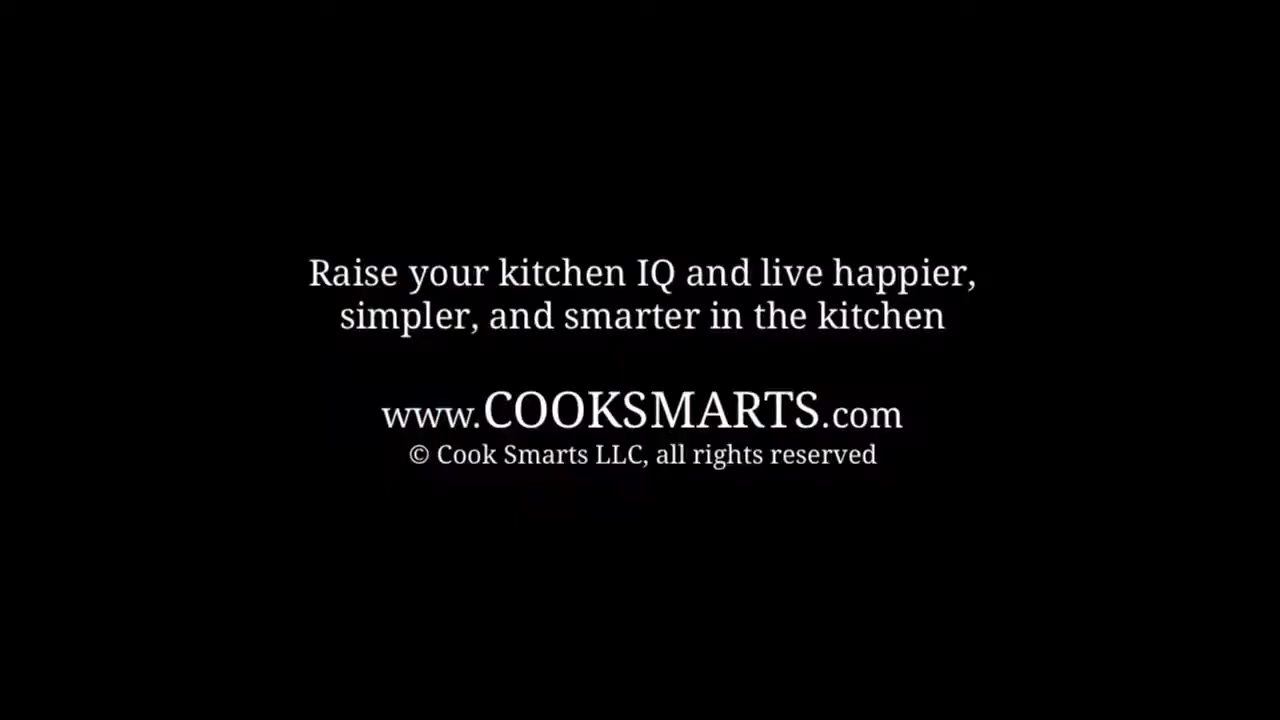 Raise your kitchen IQ and live happier,
simpler, and smarter in the kitchen
www.COOKSMARTS.com
© Cook Smarts LLC, all rights reserved